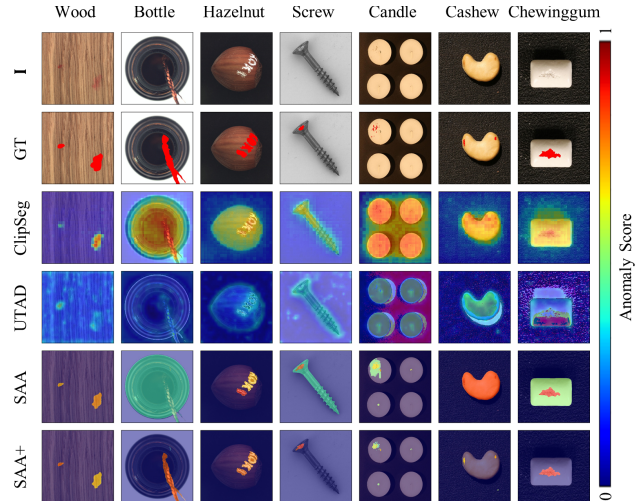 Wood Bottle Hazelnut Screw Candle Cashew Chewinggum
I
GT
ClipSeg
UTAD
SAA
SAA+
1
Anomaly Score
0